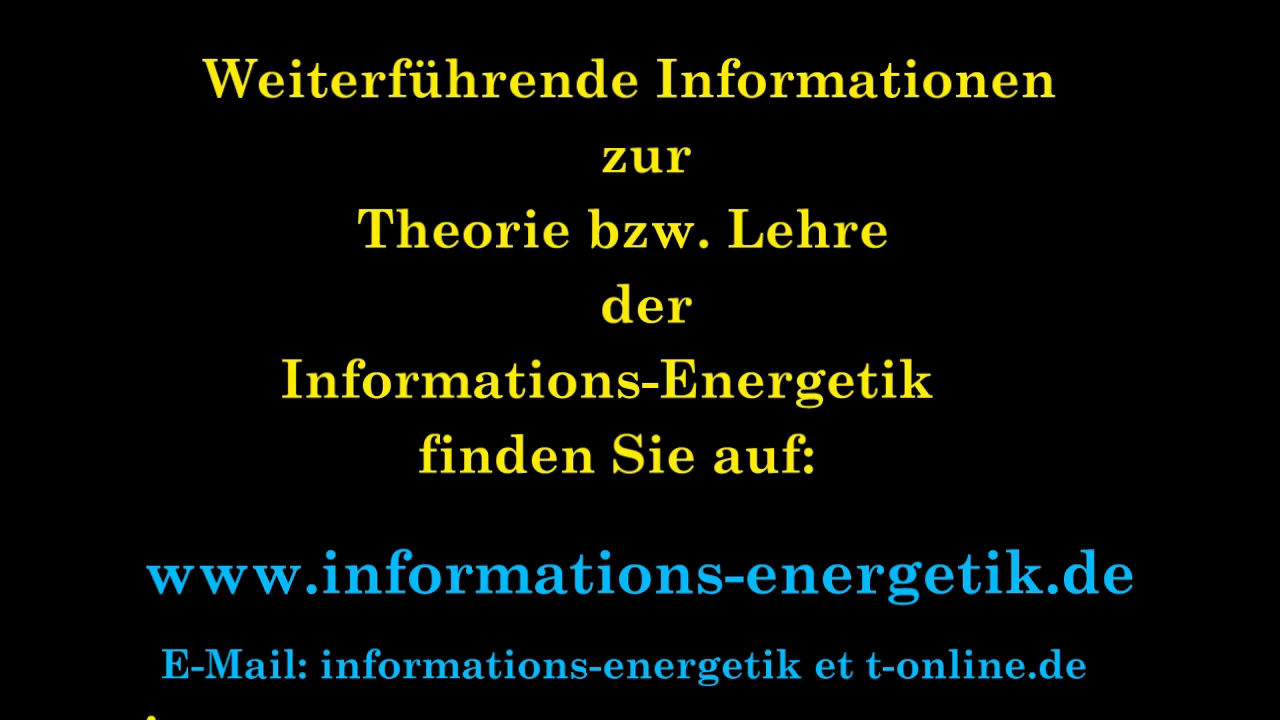 Weiterführende Informationen
zur
Theorie bzw. Lehre
der
Informations-Energetik
finden Sie auf:
www.informations-energetik.de
E-Mail: informations-energetik et t-online.de